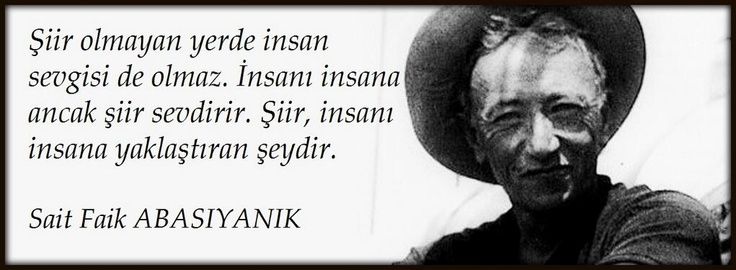 Şiir olmayan yerde insan
sevgisi de olmaz. İnsanı insana
ancak şiir sevdirir. Şiir, insanı
insana yaklaştıran şeydir.
Sait Faik ABASIYANIK